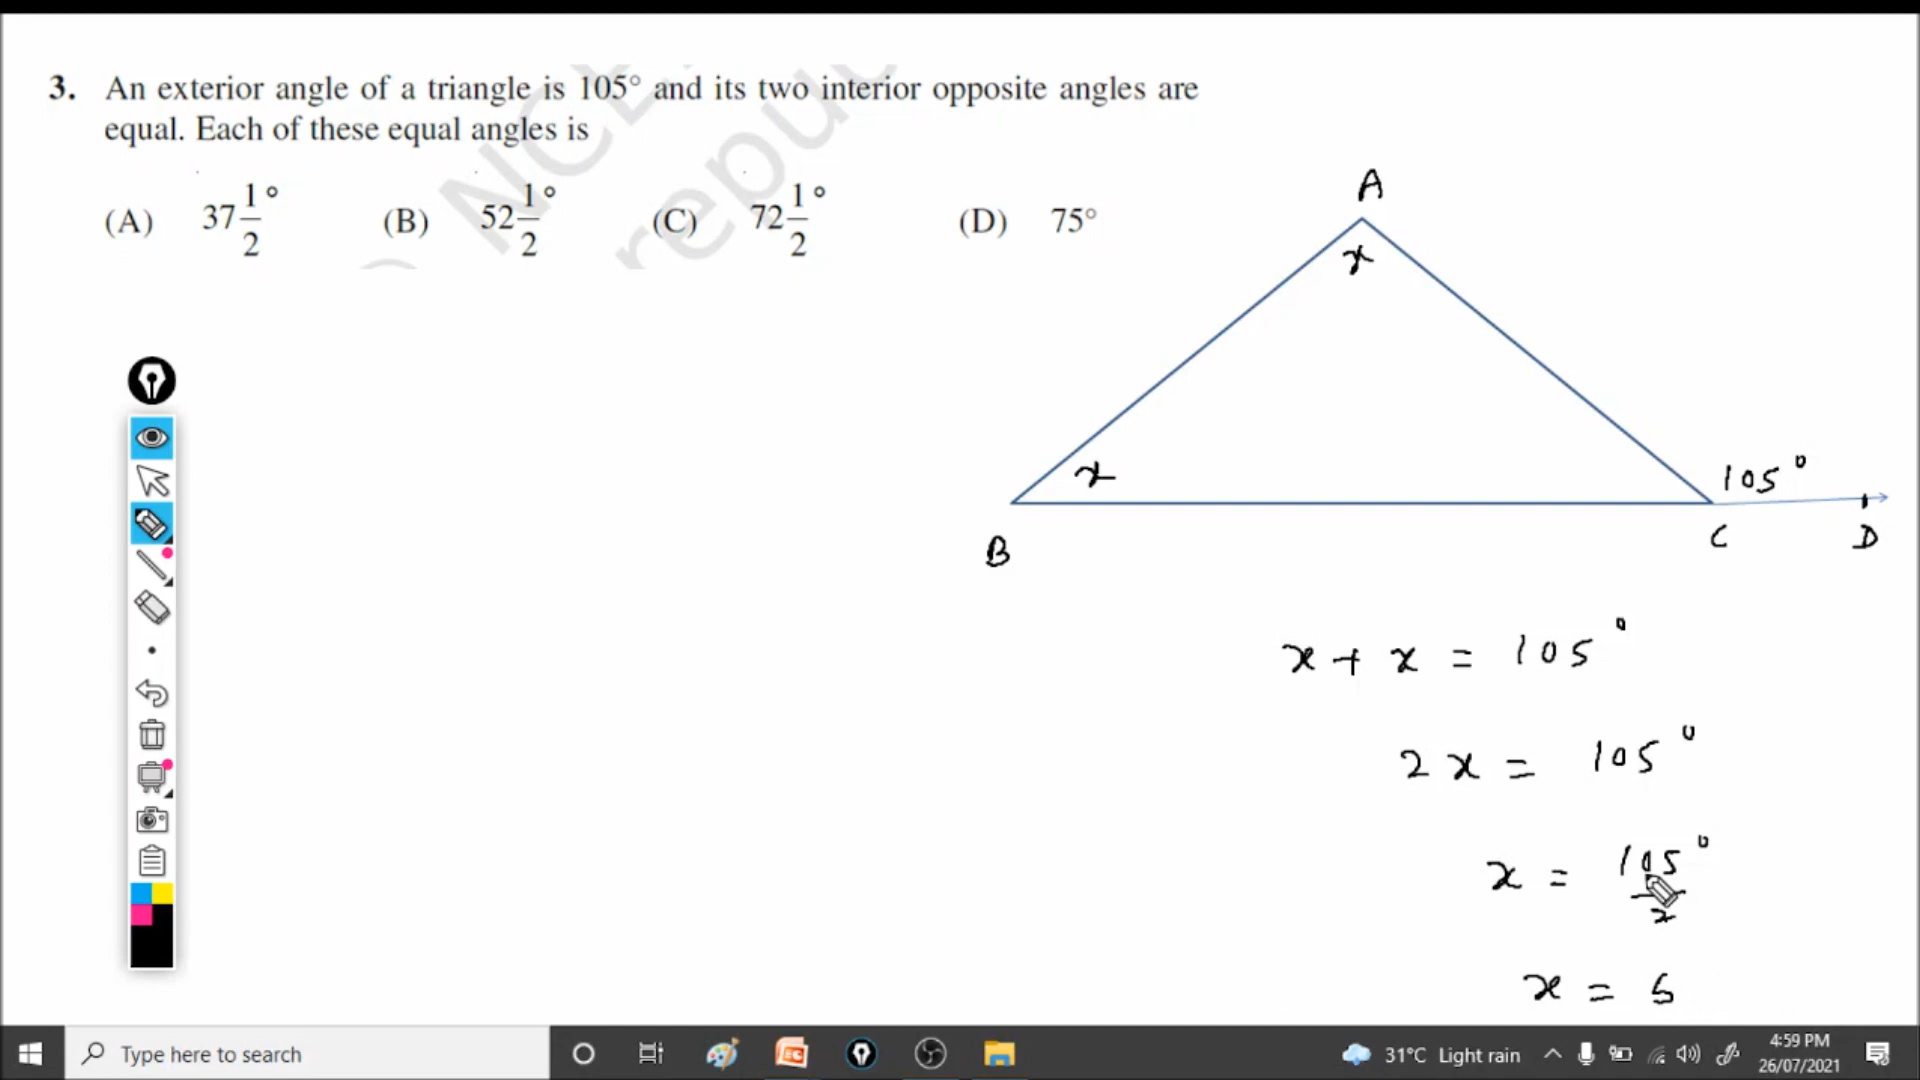 3. An exterior angle of a triangle is 105° and its two interior opposite angles are
equal. Each of these equal angles is
(A) 37 1/2° (B) 52 1/2° (C) 72 1/2° (D) 75°
A
x
x
105°
B
C
D
x + x = 105°
2x = 105°
x = 105°/2
x = 5
Type here to search
31°C Light rain
4:59 PM
26/07/2021